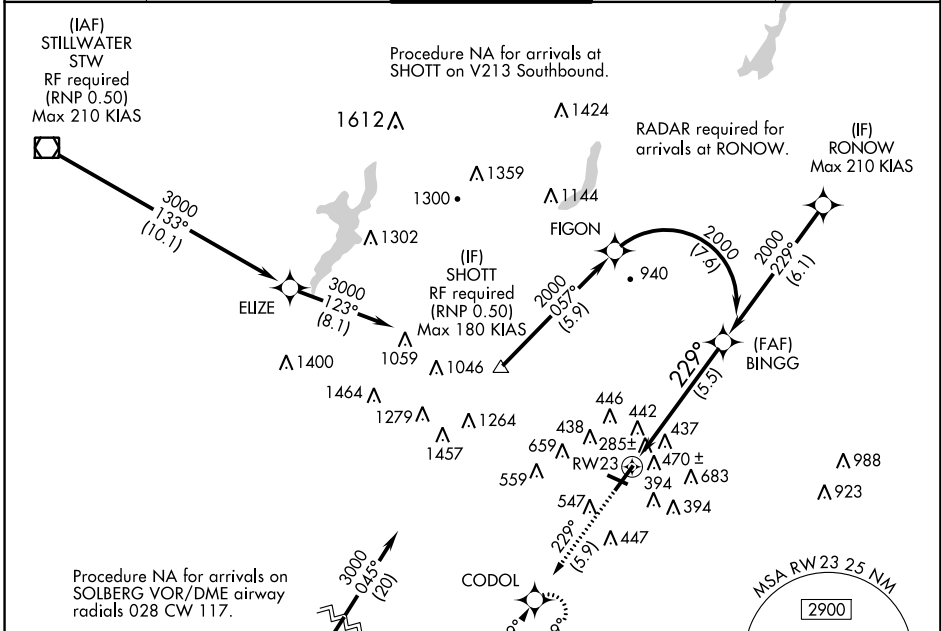 (IAF)
STILLWATER
STW
RF required
(RNP 0.50)
Max 210 KIAS
Procedure NA for arrivals at
SHOTT on V213 Southbound.
1612
1424
RADAR required for
arrivals at RONOW.
(IF)
RONOW
Max 210 KIAS
1359
1300
1144
3000
133°
(10.1)
1302
FIGON
2000
(7.6)
2000
229°
(6.1)
(IF)
SHOTT
RF required
(RNP 0.50)
Max 180 KIAS
940
2000
057°
(5.9)
ELIZE
3000
123°
(8.1)
1059
1400
1046
(FAF)
BINGG
229°
(5.5)
1464
1279
1264
1457
446
442
438
285±
437
659
RW23
470 ±
559
394
683
988
923
547
394
447
229°
(5.9)
Procedure NA for arrivals on
SOLBERG VOR/DME airway
radials 028 CW 117.
3000
045°
(20)
CODOL
MSA RW 23 25 NM
2900